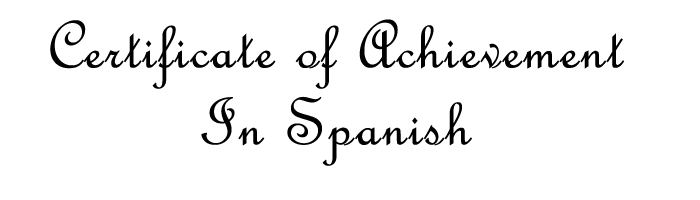 Certificate of Achievement
In Spanish